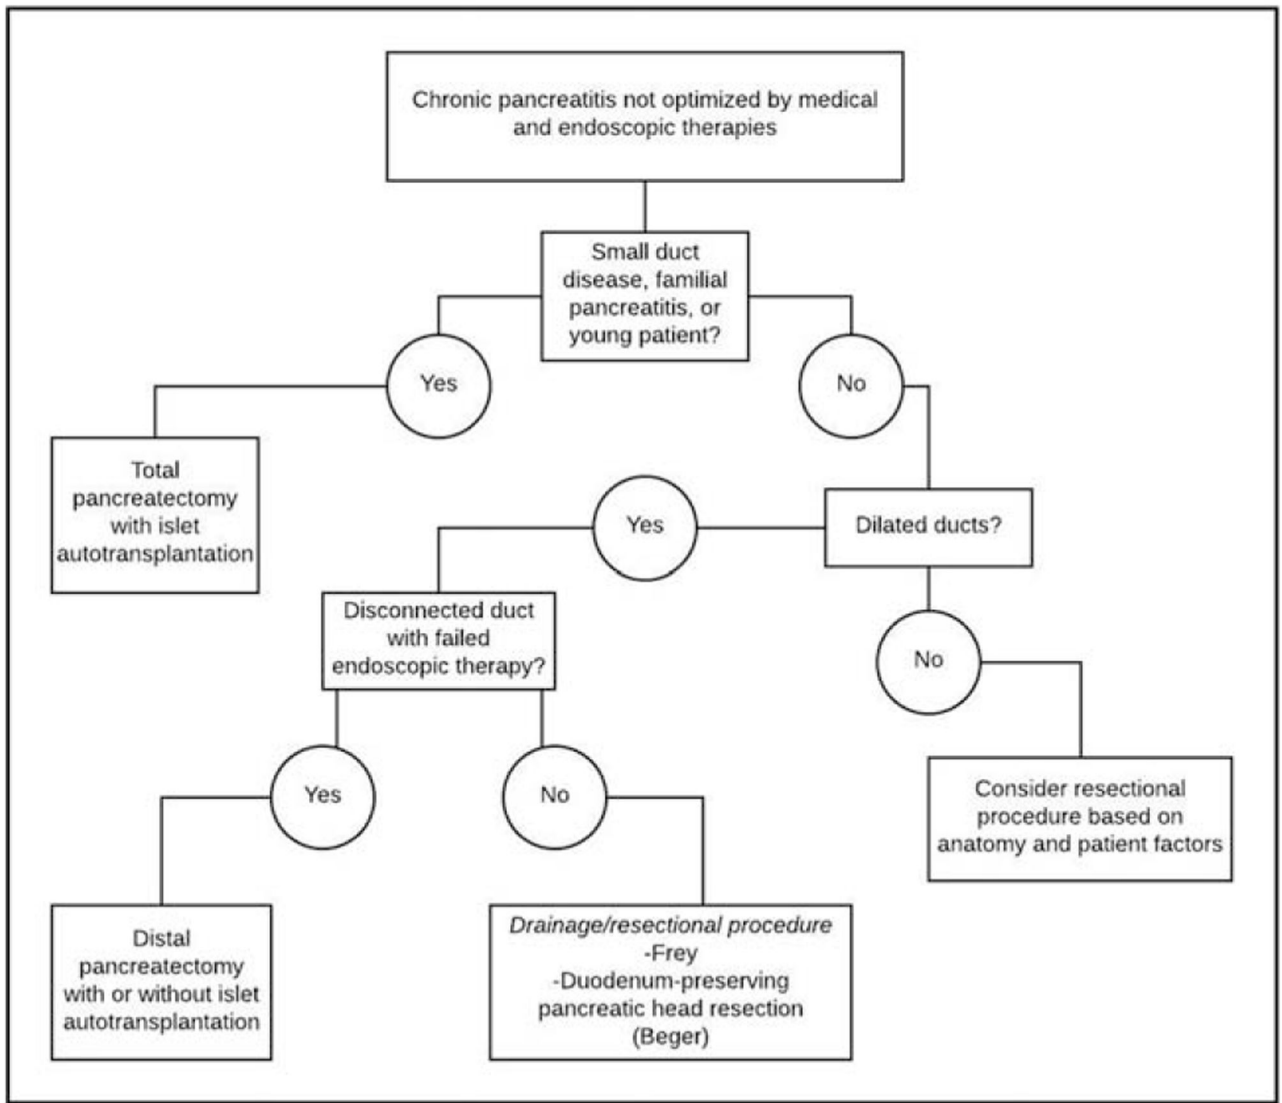 Chronic pancreatitis not optimized by medical
and endoscopic therapies
Small duct
disease, familial
pancreatitis, or
young patient?
Yes
No
Total
pancreatectomy
with islet
autotransplantation
Yes
Dilated ducts?
Disconnected duct
with failed
endoscopic therapy?
No
Yes
No
Consider resectional
procedure based on
anatomy and patient factors
Distal
pancreatectomy
with or without islet
autotransplantation
Drainage/resectional procedure
-Frey
-Duodenum-preserving
pancreatic head resection
(Beger)